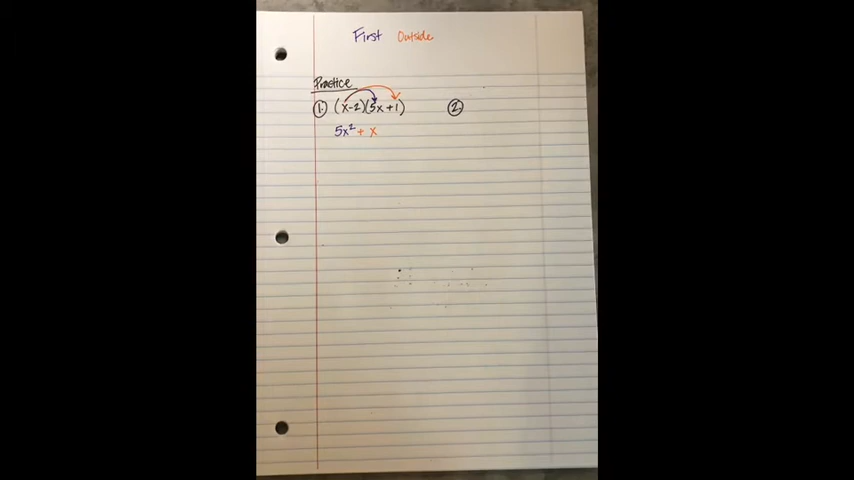 First Outside
Practice
1. (x-2)(5x+1) 2.
5x² + x